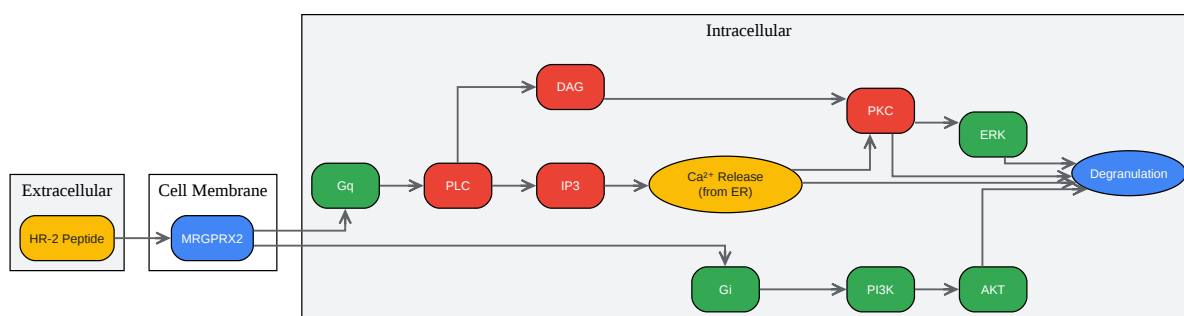 Intracellular
DAG
PKC
ERK
Extracellular
Cell Membrane
Gq
PLC
IP3
Ca²⁺ Release
(from ER)
Degranulation
HR-2 Peptide
MRGPRX2
Gi
PI3K
AKT